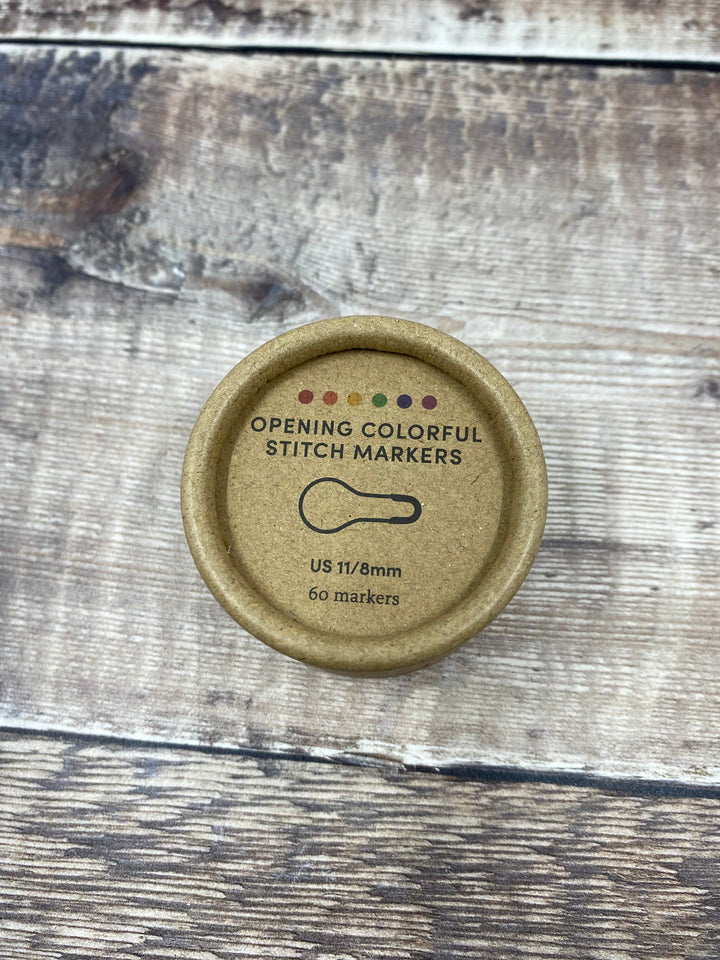 OPENING COLORFUL
STITCH MARKERS
US 11/8mm
60 markers